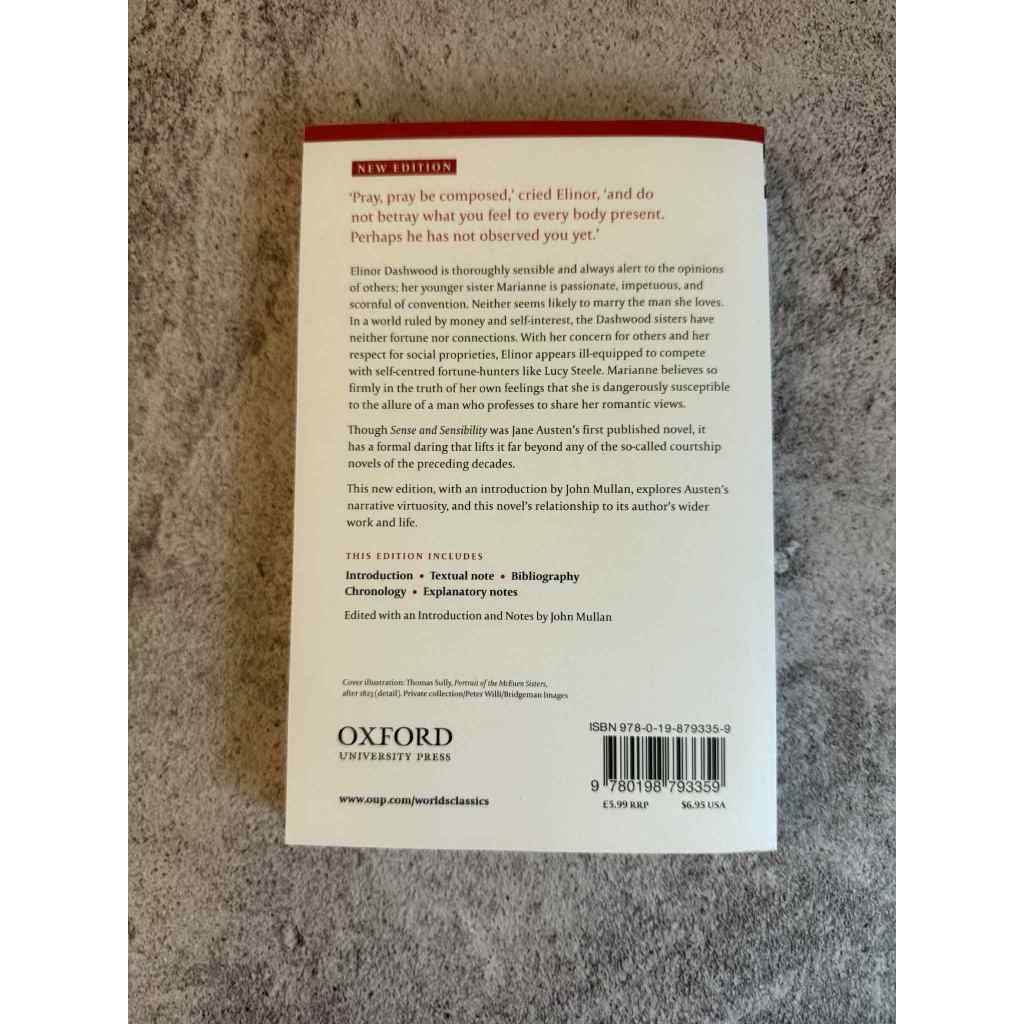 NEW EDITION
'Pray, pray be composed,' cried Elinor, 'and do
not betray what you feel to every body present.
Perhaps he has not observed you yet.'
Elinor Dashwood is thoroughly sensible and always alert to the opinions
of others; her younger sister Marianne is passionate, impetuous, and
scornful of convention. Neither seems likely to marry the man she loves.
In a world ruled by money and self-interest, the Dashwood sisters have
neither fortune nor connections. With her concern for others and her
respect for social proprieties, Elinor appears ill-equipped to compete
with self-centred fortune-hunters like Lucy Steele. Marianne believes so
firmly in the truth of her own feelings that she is dangerously susceptible
to the allure of a man who professes to share her romantic views.
Though Sense and Sensibility was Jane Austen's first published novel, it
has a formal daring that lifts it far beyond any of the so-called courtship
novels of the preceding decades.
This new edition, with an introduction by John Mullan, explores Austen's
narrative virtuosity, and this novel's relationship to its author's wider
work and life.
THIS EDITION INCLUDES
Introduction • Textual note • Bibliography
Chronology • Explanatory notes
Edited with an Introduction and Notes by John Mullan
Cover illustration: Thomas Sully, Portrait of the McEuen Sisters,
after 1823 (detail). Private collection/Peter Willi/Bridgeman Images
OXFORD
UNIVERSITY PRESS
www.oup.com/worldsclassics
ISBN 978-0-19-879335-9
9 780198 793359
£5.99 RRP $6.95 USA